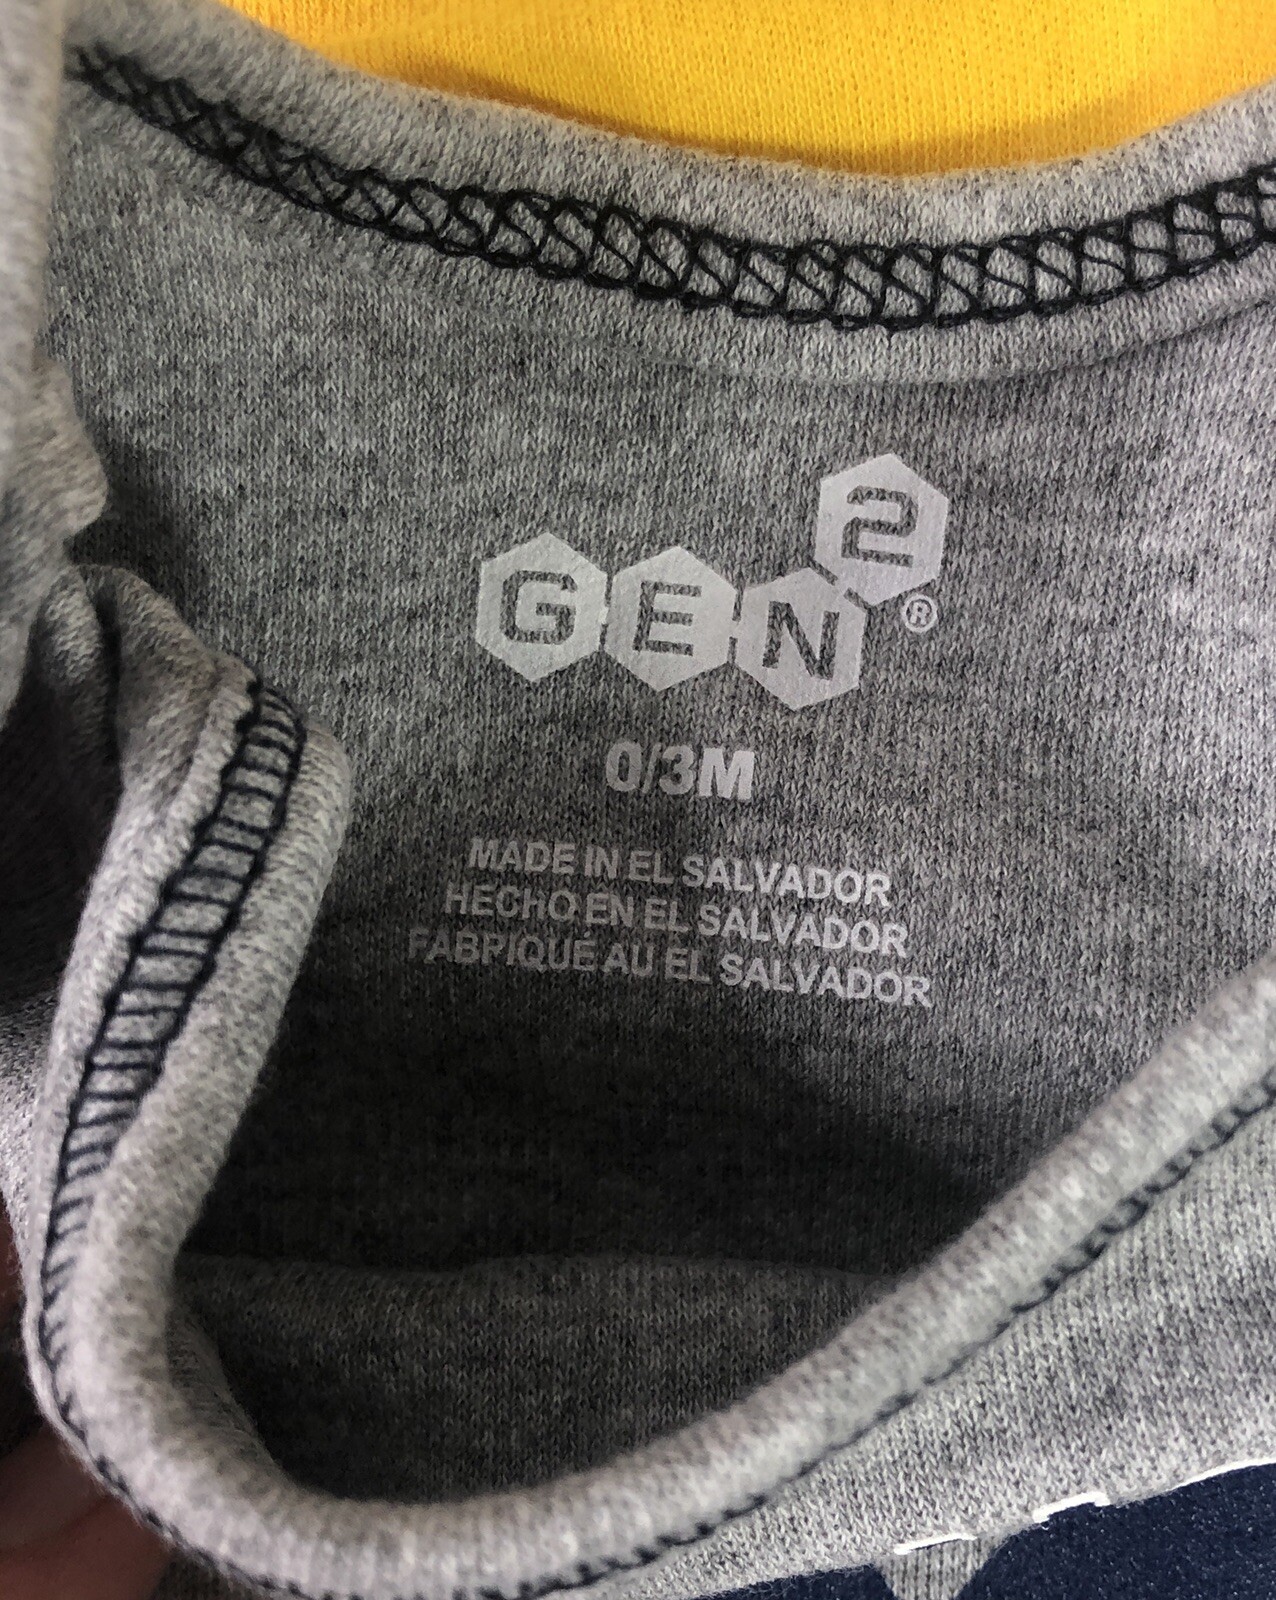 GEN2®
0/3M
MADE IN EL SALVADOR
HECHO EN EL SALVADOR
FABRIQUÉ AU EL SALVADOR